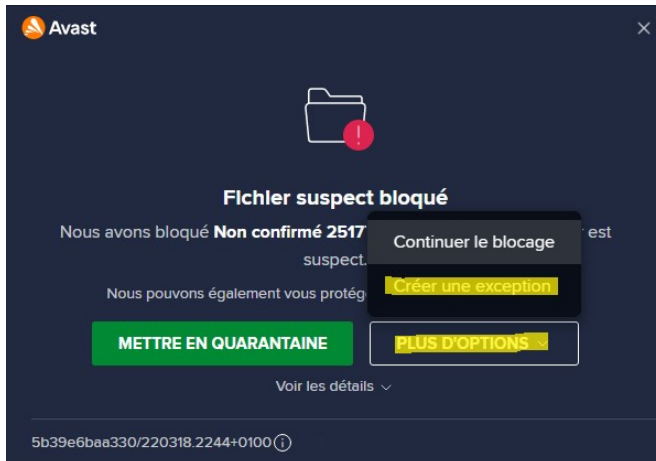 Avast
Fichier suspect bloqué
Nous avons bloqué Non confirmé 2517 est
suspect.
Nous pouvons également vous protég
Continuer le blocage
Créer une exception
METTRE EN QUARANTAINE
PLUS D'OPTIONS
Voir les détails
5b39e6baa330/220318.2244+0100